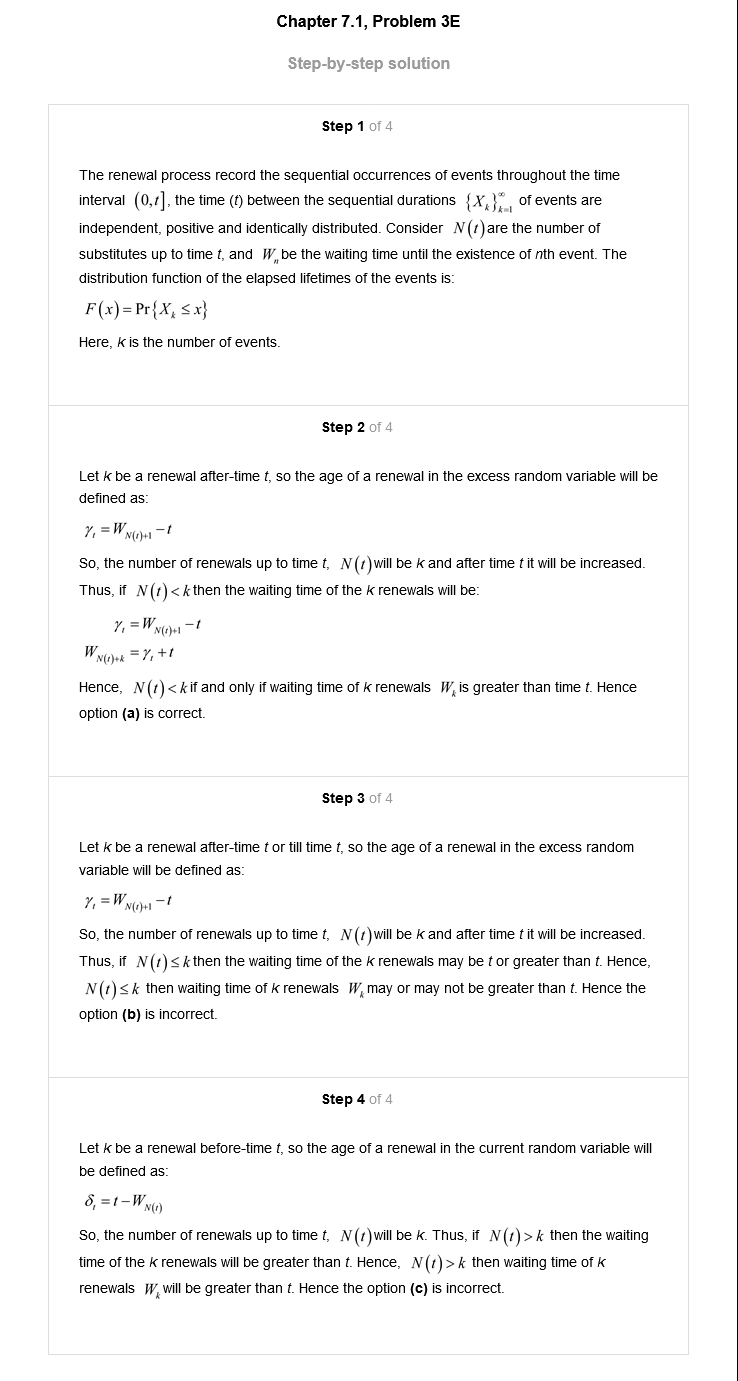 Chapter 7.1, Problem 3E
Step-by-step solution
Step 1 of 4
The renewal process record the sequential occurrences of events throughout the time
interval (0,t], the time (t) between the sequential durations {X_k}_{k=1}^∞ of events are
independent, positive and identically distributed. Consider N(t) are the number of
substitutes up to time t, and W_n be the waiting time until the existence of nth event. The
distribution function of the elapsed lifetimes of the events is:
F(x) = Pr{X_k ≤ x}
Here, k is the number of events.
Step 2 of 4
Let k be a renewal after-time t, so the age of a renewal in the excess random variable will be
defined as:
γ_t = W_{N(t)+1} − t
So, the number of renewals up to time t, N(t) will be k and after time t it will be increased.
Thus, if N(t) < k then the waiting time of the k renewals will be:
γ_t = W_{N(t)+1} − t
W_{N(t)+k} = γ_t + t
Hence, N(t) < k if and only if waiting time of k renewals W_k is greater than time t. Hence
option (a) is correct.
Step 3 of 4
Let k be a renewal after-time t or till time t, so the age of a renewal in the excess random
variable will be defined as:
γ_t = W_{N(t)+1} − t
So, the number of renewals up to time t, N(t) will be k and after time t it will be increased.
Thus, if N(t) ≤ k then the waiting time of the k renewals may be t or greater than t. Hence,
N(t) ≤ k then waiting time of k renewals W_k may or may not be greater than t. Hence the
option (b) is incorrect.
Step 4 of 4
Let k be a renewal before-time t, so the age of a renewal in the current random variable will
be defined as:
δ_t = t − W_{N(t)}
So, the number of renewals up to time t, N(t) will be k. Thus, if N(t) > k then the waiting
time of the k renewals will be greater than t. Hence, N(t) > k then waiting time of k
renewals W_k will be greater than t. Hence the option (c) is incorrect.